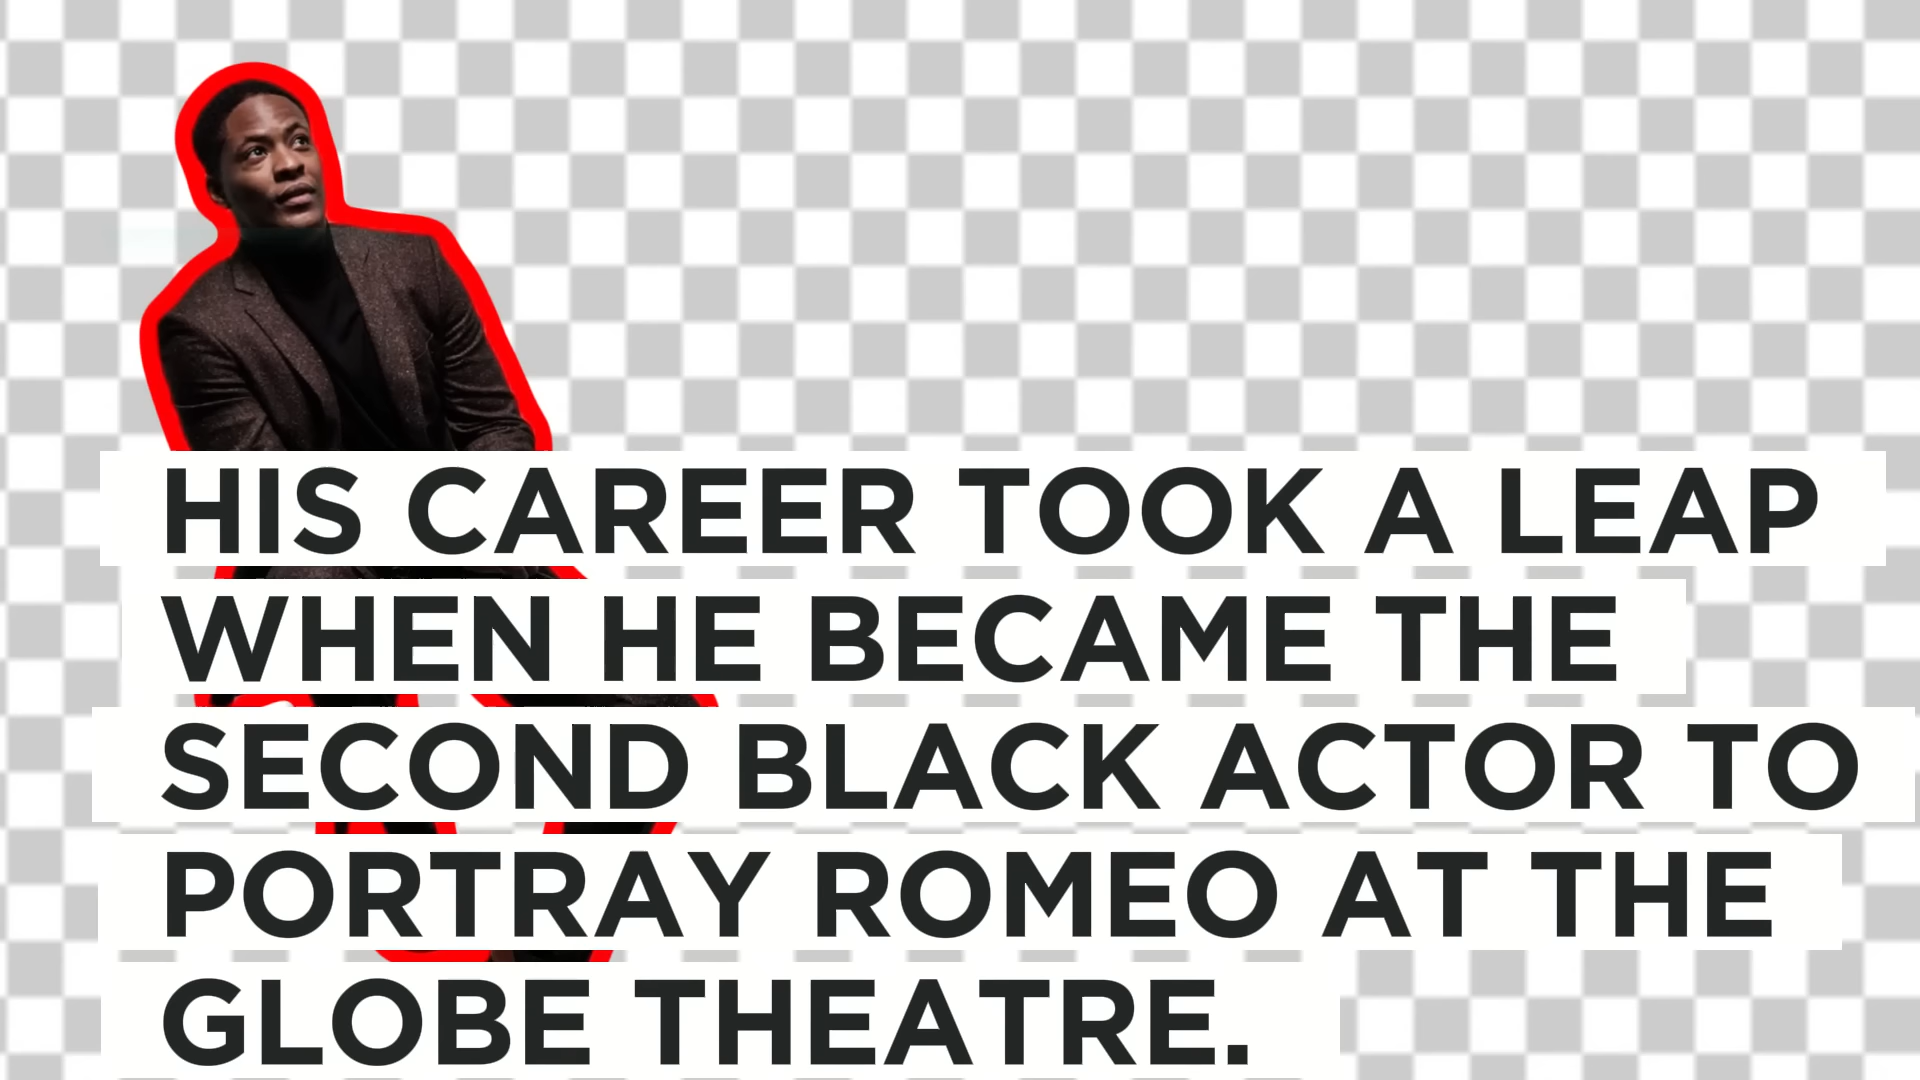 HIS CAREER TOOK A LEAP
WHEN HE BECAME THE
SECOND BLACK ACTOR TO
PORTRAY ROMEO AT THE
GLOBE THEATRE.